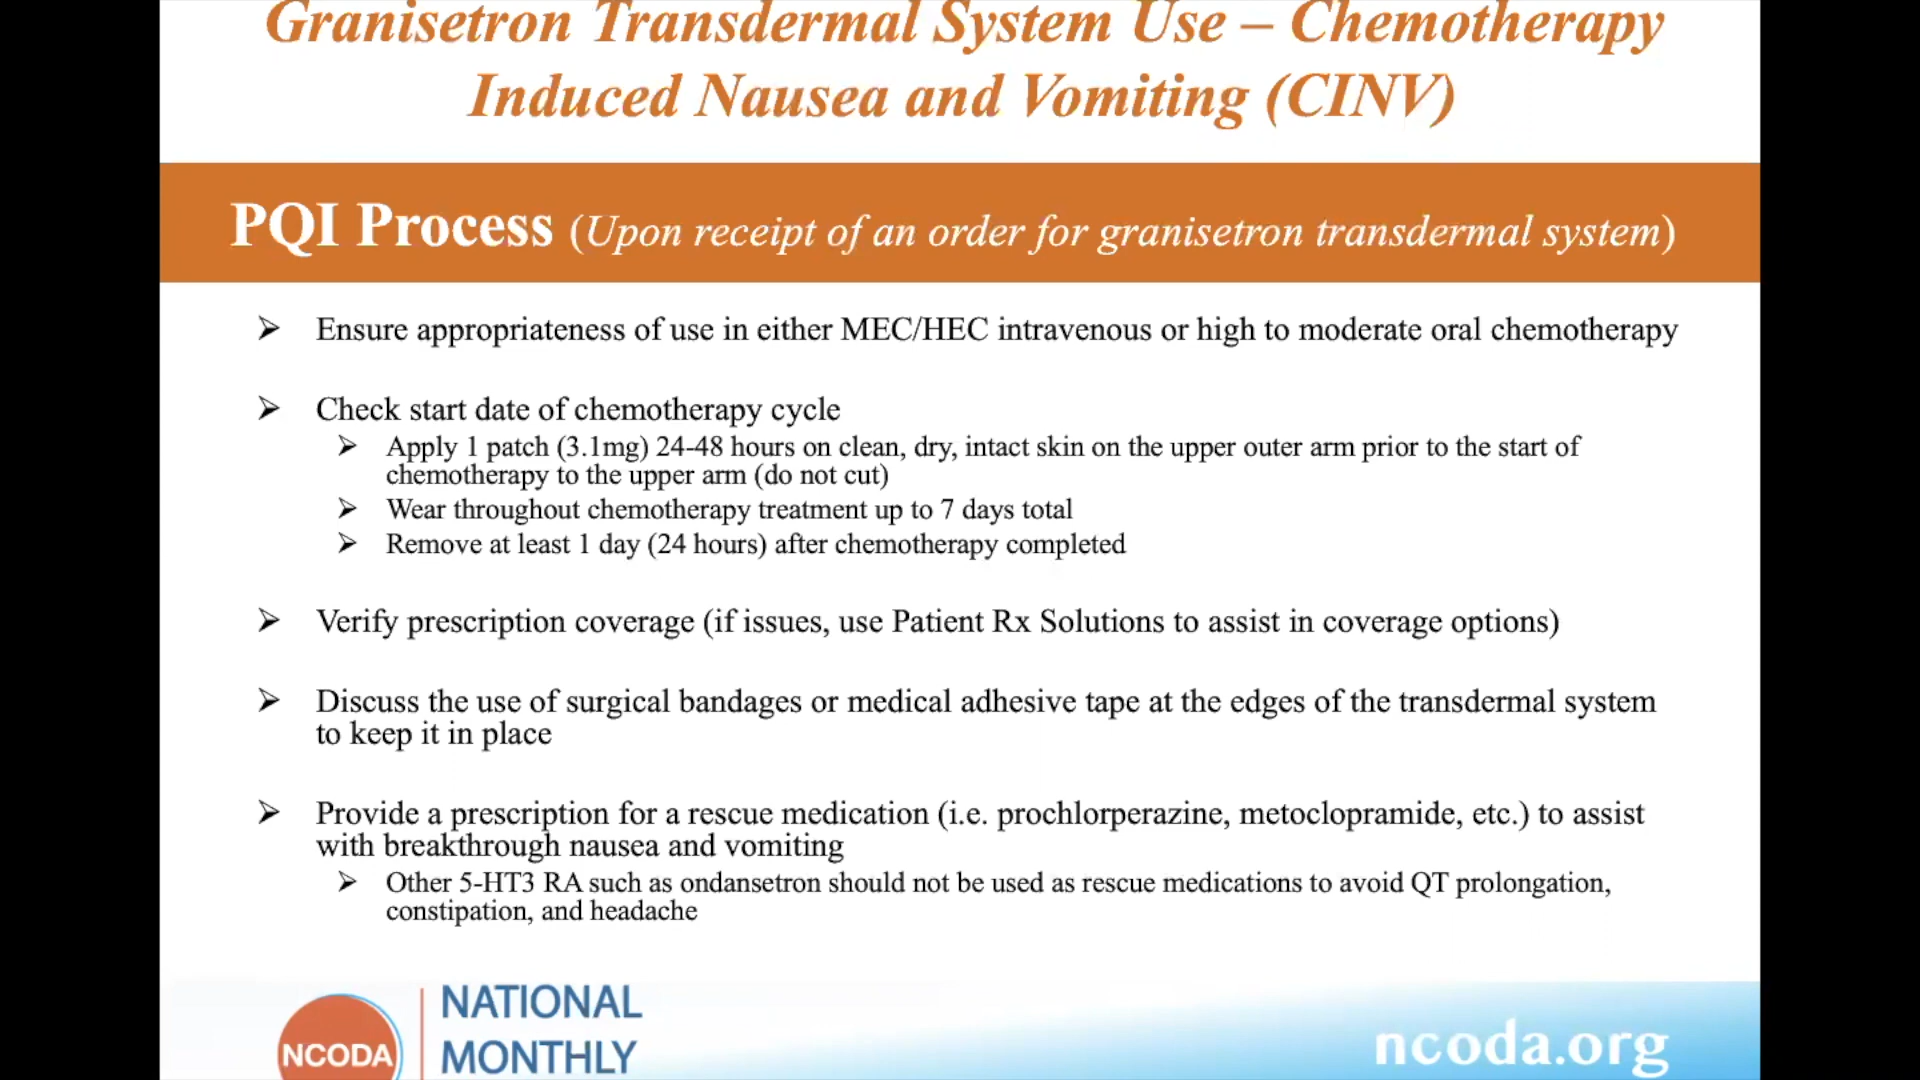 Granisetron Transdermal System Use – Chemotherapy
Induced Nausea and Vomiting (CINV)
PQI Process (Upon receipt of an order for granisetron transdermal system)
➢ Ensure appropriateness of use in either MEC/HEC intravenous or high to moderate oral chemotherapy
➢ Check start date of chemotherapy cycle
➢ Apply 1 patch (3.1mg) 24-48 hours on clean, dry, intact skin on the upper outer arm prior to the start of
chemotherapy to the upper arm (do not cut)
➢ Wear throughout chemotherapy treatment up to 7 days total
➢ Remove at least 1 day (24 hours) after chemotherapy completed
➢ Verify prescription coverage (if issues, use Patient Rx Solutions to assist in coverage options)
➢ Discuss the use of surgical bandages or medical adhesive tape at the edges of the transdermal system
to keep it in place
➢ Provide a prescription for a rescue medication (i.e. prochlorperazine, metoclopramide, etc.) to assist
with breakthrough nausea and vomiting
➢ Other 5-HT3 RA such as ondansetron should not be used as rescue medications to avoid QT prolongation,
constipation, and headache
NCODA
NATIONAL
MONTHLY
ncoda.org